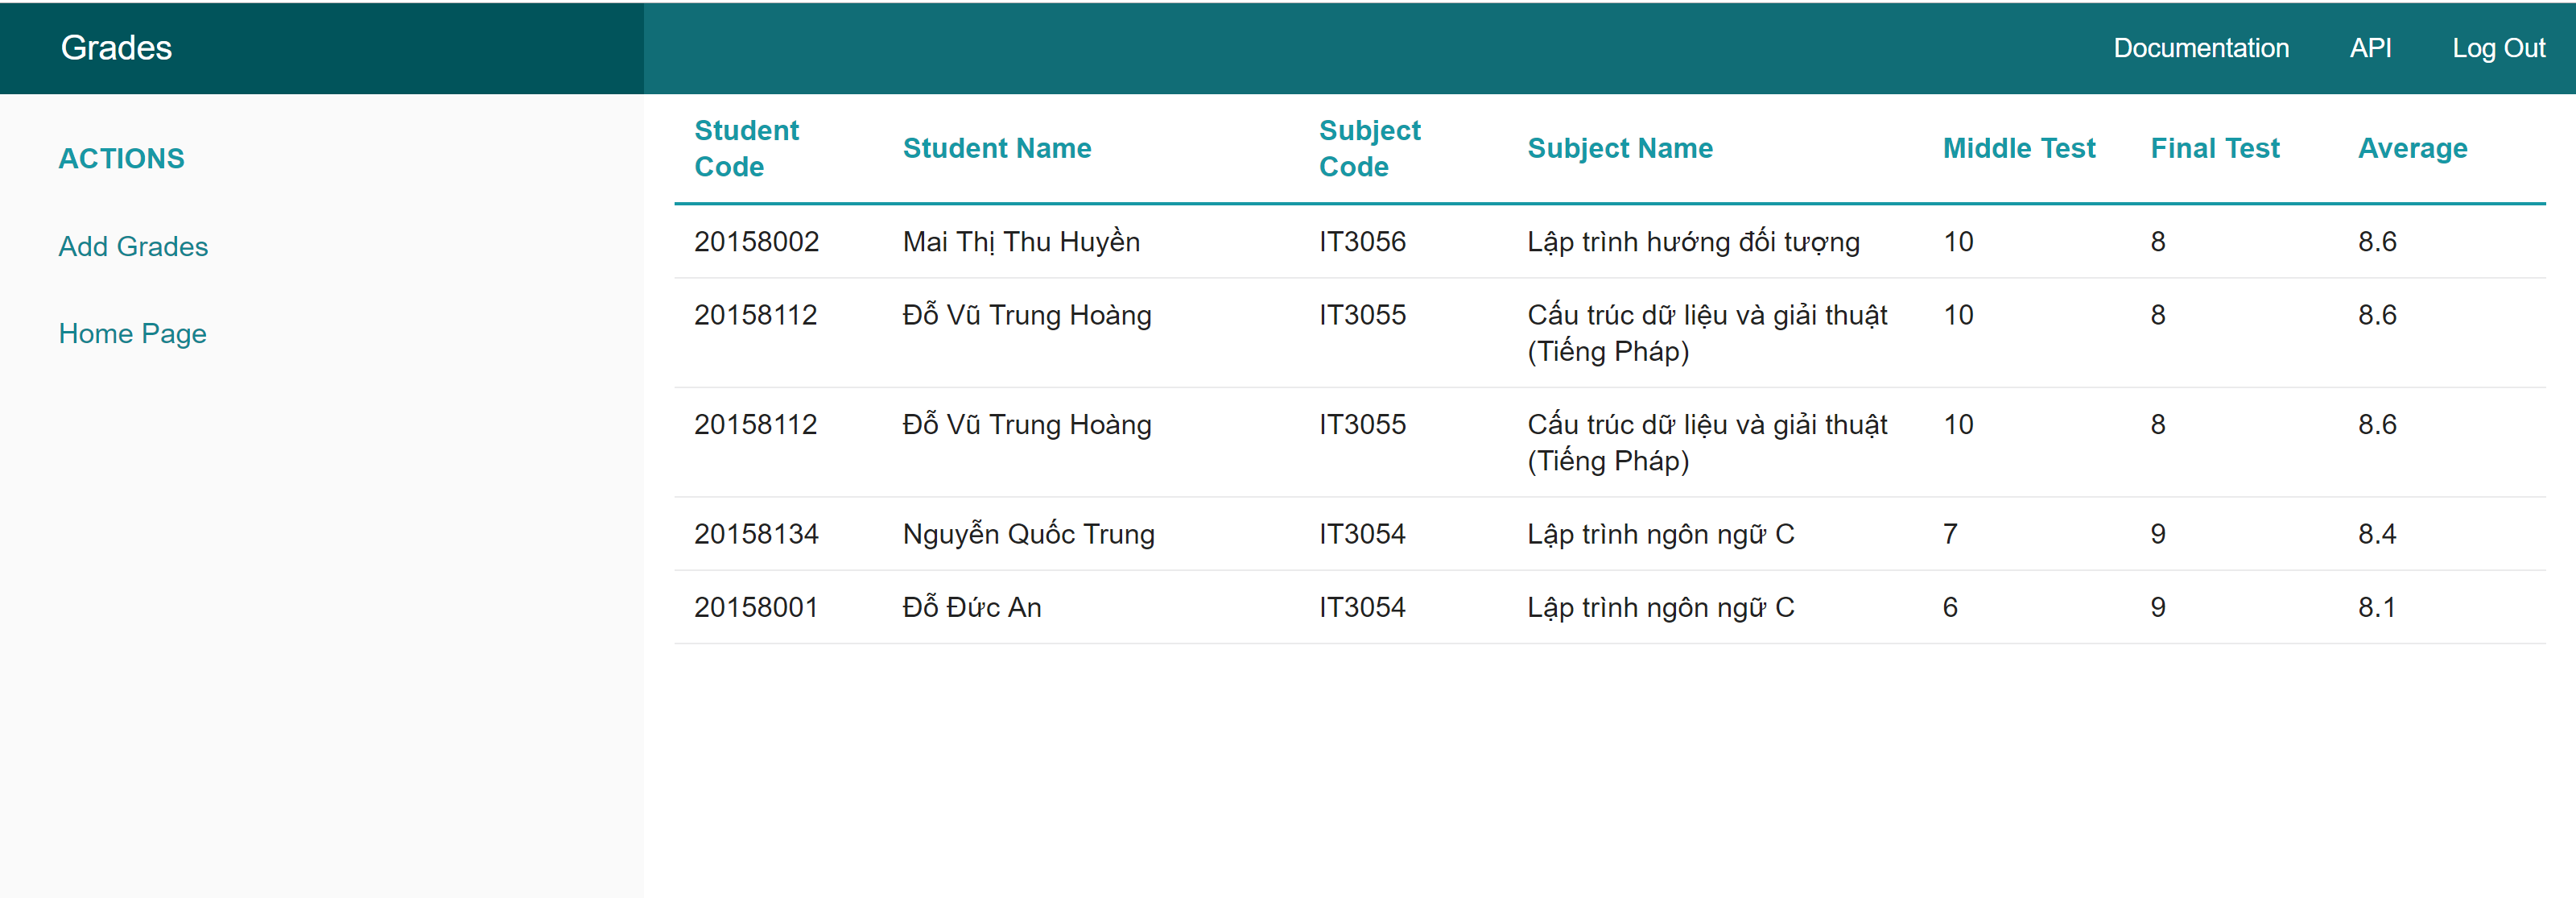 Grades
Documentation API Log Out
ACTIONS
Add Grades
Home Page
Student Code Student Name Subject Code Subject Name Middle Test Final Test Average
20158002 Mai Thị Thu Huyền IT3056 Lập trình hướng đối tượng 10 8 8.6
20158112 Đỗ Vũ Trung Hoàng IT3055 Cấu trúc dữ liệu và giải thuật (Tiếng Pháp) 10 8 8.6
20158112 Đỗ Vũ Trung Hoàng IT3055 Cấu trúc dữ liệu và giải thuật (Tiếng Pháp) 10 8 8.6
20158134 Nguyễn Quốc Trung IT3054 Lập trình ngôn ngữ C 7 9 8.4
20158001 Đỗ Đức An IT3054 Lập trình ngôn ngữ C 6 9 8.1